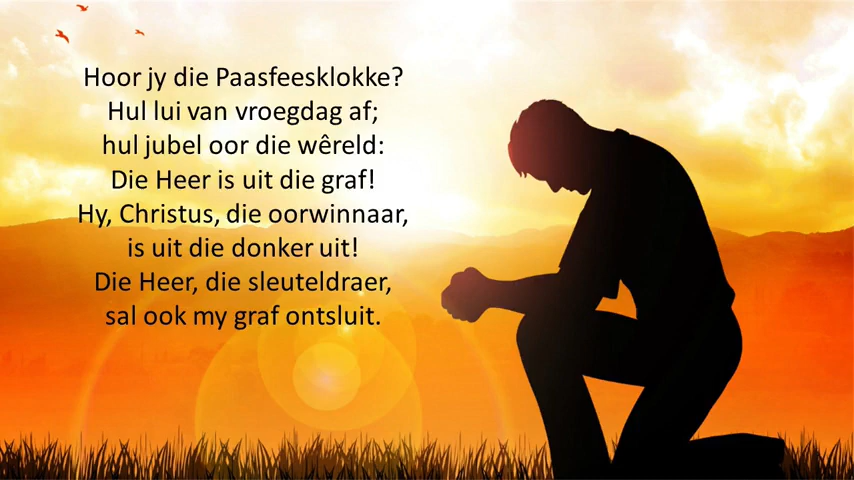 Hoor jy die Paasfeesklokke?
Hul lui van vroegdag af;
hul jubel oor die wêreld:
Die Heer is uit die graf!
Hy, Christus, die oorwinnaar,
is uit die donker uit!
Die Heer, die sleuteldraer,
sal ook my graf ontsluit.